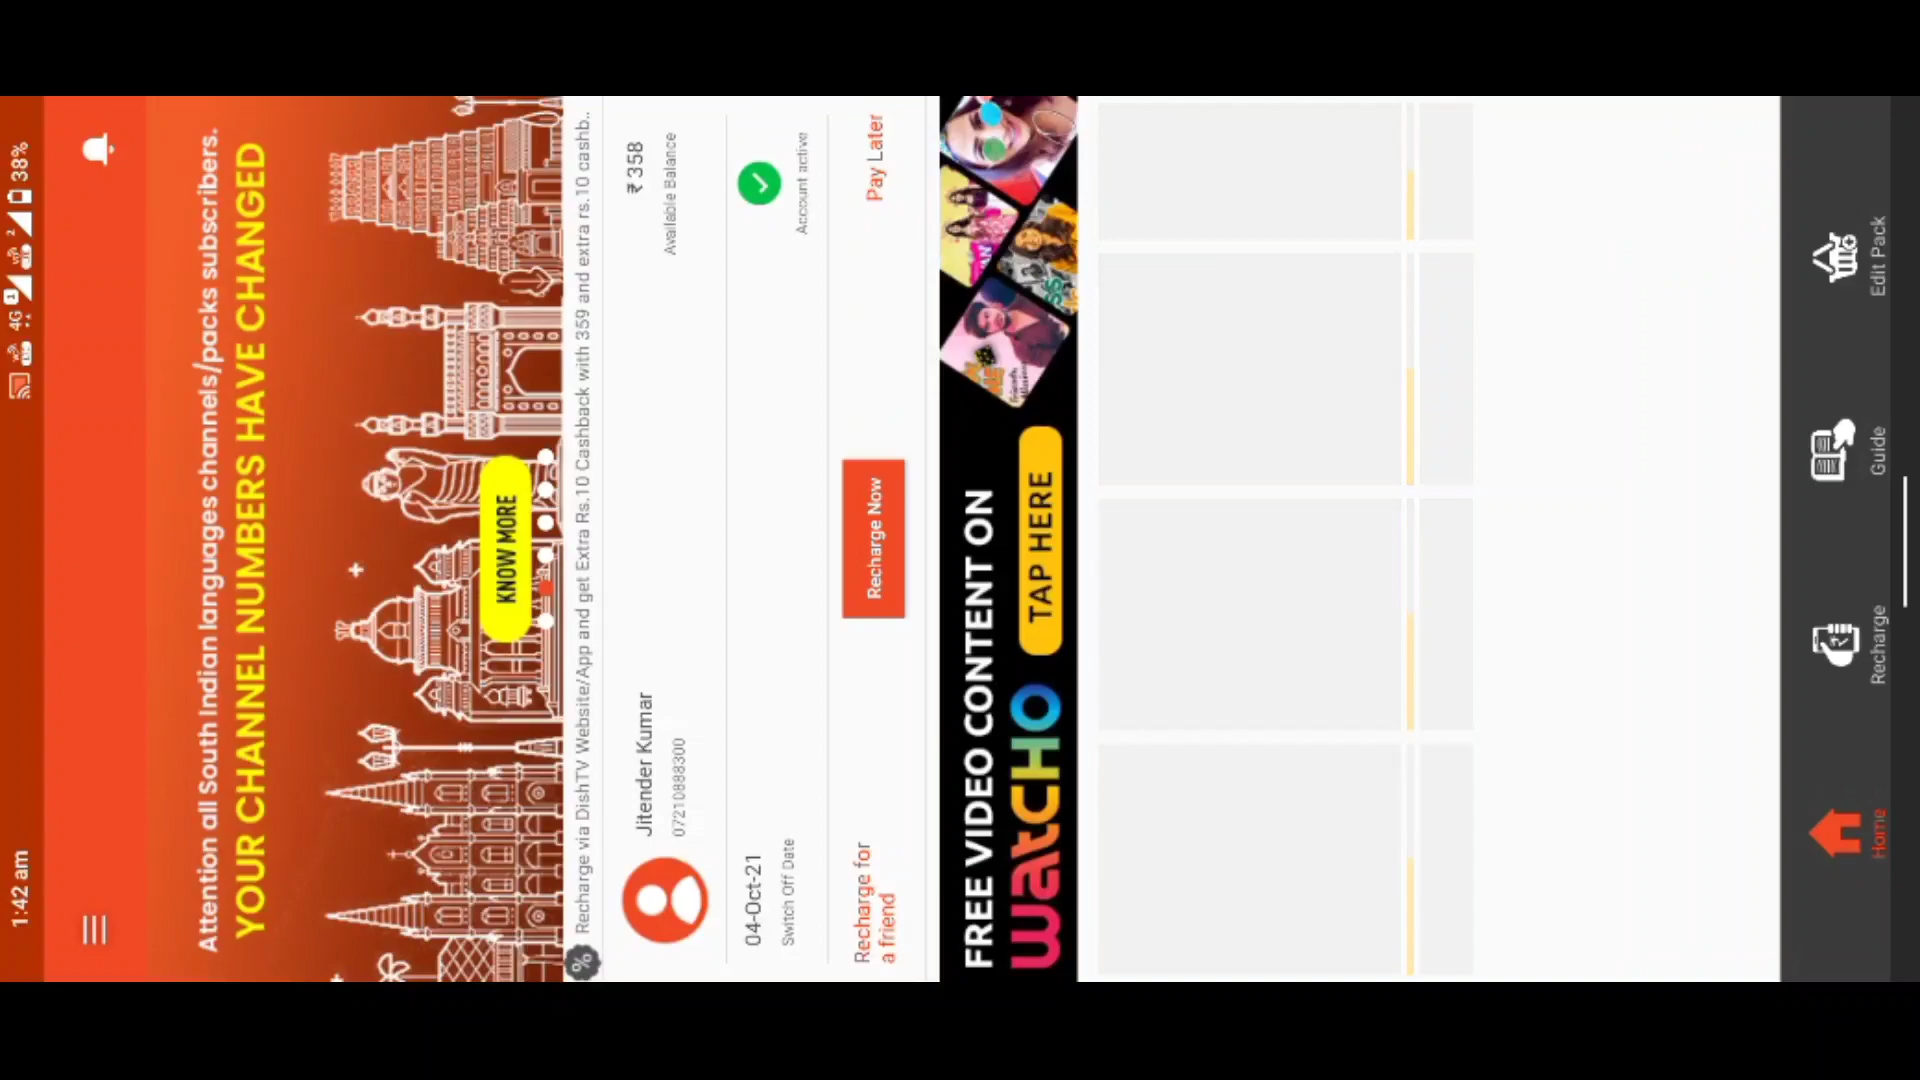 1:42 am
4G
1
2
38%
Attention all South Indian languages channels/packs subscribers.
YOUR CHANNEL NUMBERS HAVE CHANGED
KNOW MORE
Recharge via DishTV Website/App and get Extra Rs.10 Cashback with 359 and extra rs.10 cashb..
Jitender Kumar
₹ 358
07210888300
Available Balance
04-Oct-21
Switch Off Date
Account active
Recharge for
a friend
Recharge Now
Pay Later
FREE VIDEO CONTENT ON
WATCHO
TAP HERE
Home
Recharge
Guide
Edit Pack